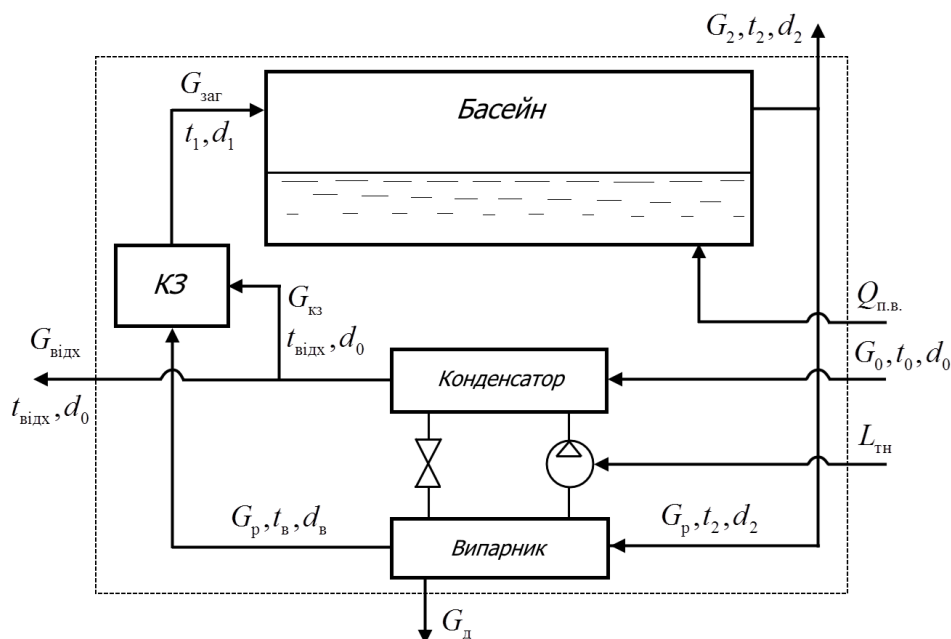 G₂, t₂, d₂
Gзаг
t₁, d₁
Басейн
КЗ
Gкз
tвідх, d₀
Qп.в.
Gвідх
tвідх, d₀
Конденсатор
G₀, t₀, d₀
Lтн
Gр, tв, dв
Випарник
Gр, t₂, d₂
Gд